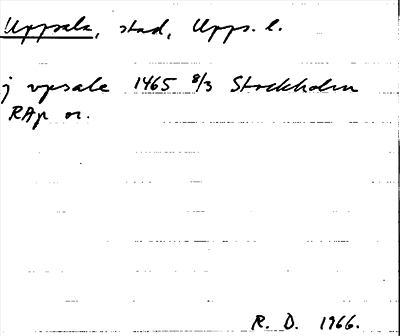 Uppsala, stad, Upps. l.
j vpsale 1465 8/3 Stockholm
RAp or.
R. D. 1966.